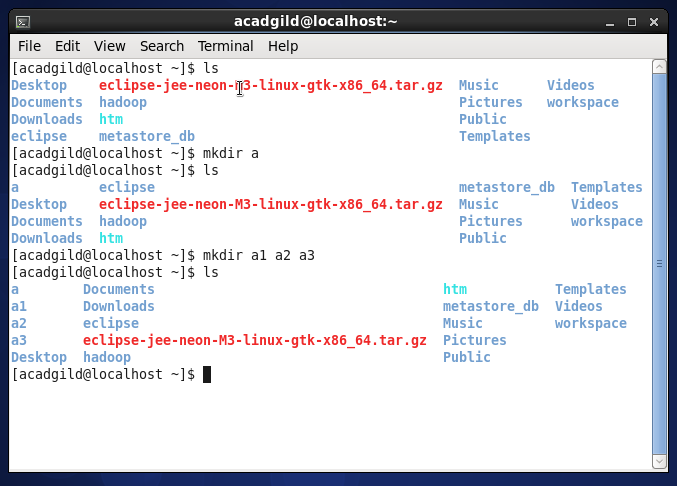 acadgild@localhost:~
File Edit View Search Terminal Help
[acadgild@localhost ~]$ ls
Desktop eclipse-jee-neon-M3-linux-gtk-x86_64.tar.gz Music Videos
Documents hadoop Pictures workspace
Downloads htm Public
eclipse metastore_db Templates
[acadgild@localhost ~]$ mkdir a
[acadgild@localhost ~]$ ls
a eclipse metastore_db Templates
Desktop eclipse-jee-neon-M3-linux-gtk-x86_64.tar.gz Music Videos
Documents hadoop Pictures workspace
Downloads htm Public
[acadgild@localhost ~]$ mkdir a1 a2 a3
[acadgild@localhost ~]$ ls
a Documents htm Templates
a1 Downloads metastore_db Videos
a2 eclipse Music workspace
a3 eclipse-jee-neon-M3-linux-gtk-x86_64.tar.gz Pictures
Desktop hadoop Public
[acadgild@localhost ~]$